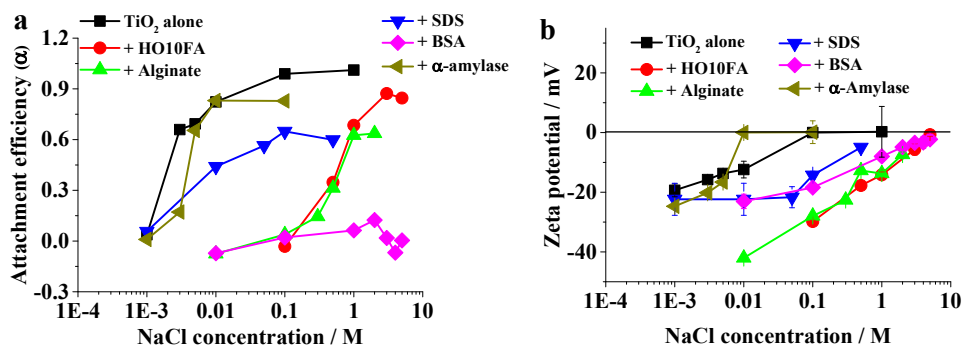 a
TiO2 alone
+ HO10FA
+ Alginate
+ SDS
+ BSA
+ α-amylase
Attachment efficiency (α)
1.2
0.9
0.6
0.3
0.0
-0.3
1E-4
1E-3
0.01
0.1
1
10
NaCl concentration / M
b
TiO2 alone
+ HO10FA
+ Alginate
+ SDS
+ BSA
+ α-Amylase
Zeta potential / mV
20
0
-20
-40
1E-4
1E-3
0.01
0.1
1
10
NaCl concentration / M